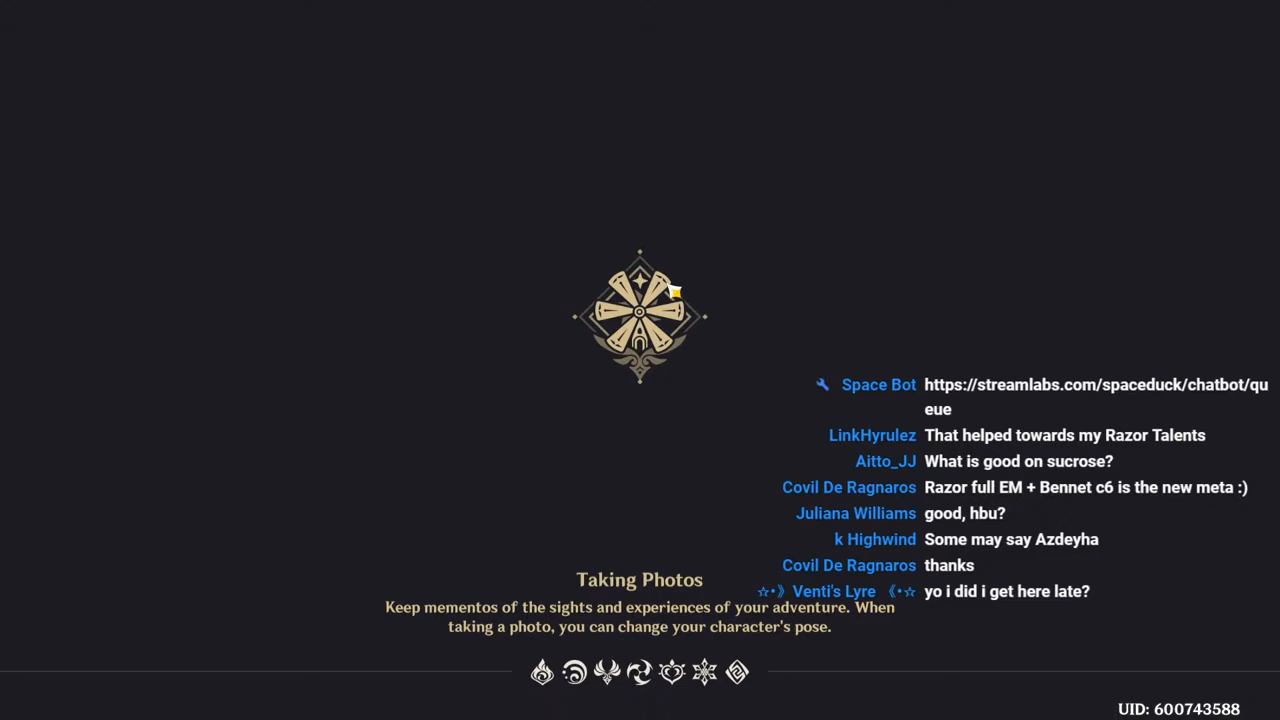 Space Bot https://streamlabs.com/spaceduck/chatbot/qu
eue
LinkHyrulez That helped towards my Razor Talents
Aitto_JJ What is good on sucrose?
Covil De Ragnaros Razor full EM + Bennet c6 is the new meta :)
Juliana Williams good, hbu?
k Highwind Some may say Azdeyha
Covil De Ragnaros thanks
☆•》Venti's Lyre 《•☆ yo i did i get here late?
Taking Photos
Keep mementos of the sights and experiences of your adventure. When
taking a photo, you can change your character's pose.
UID: 600743588